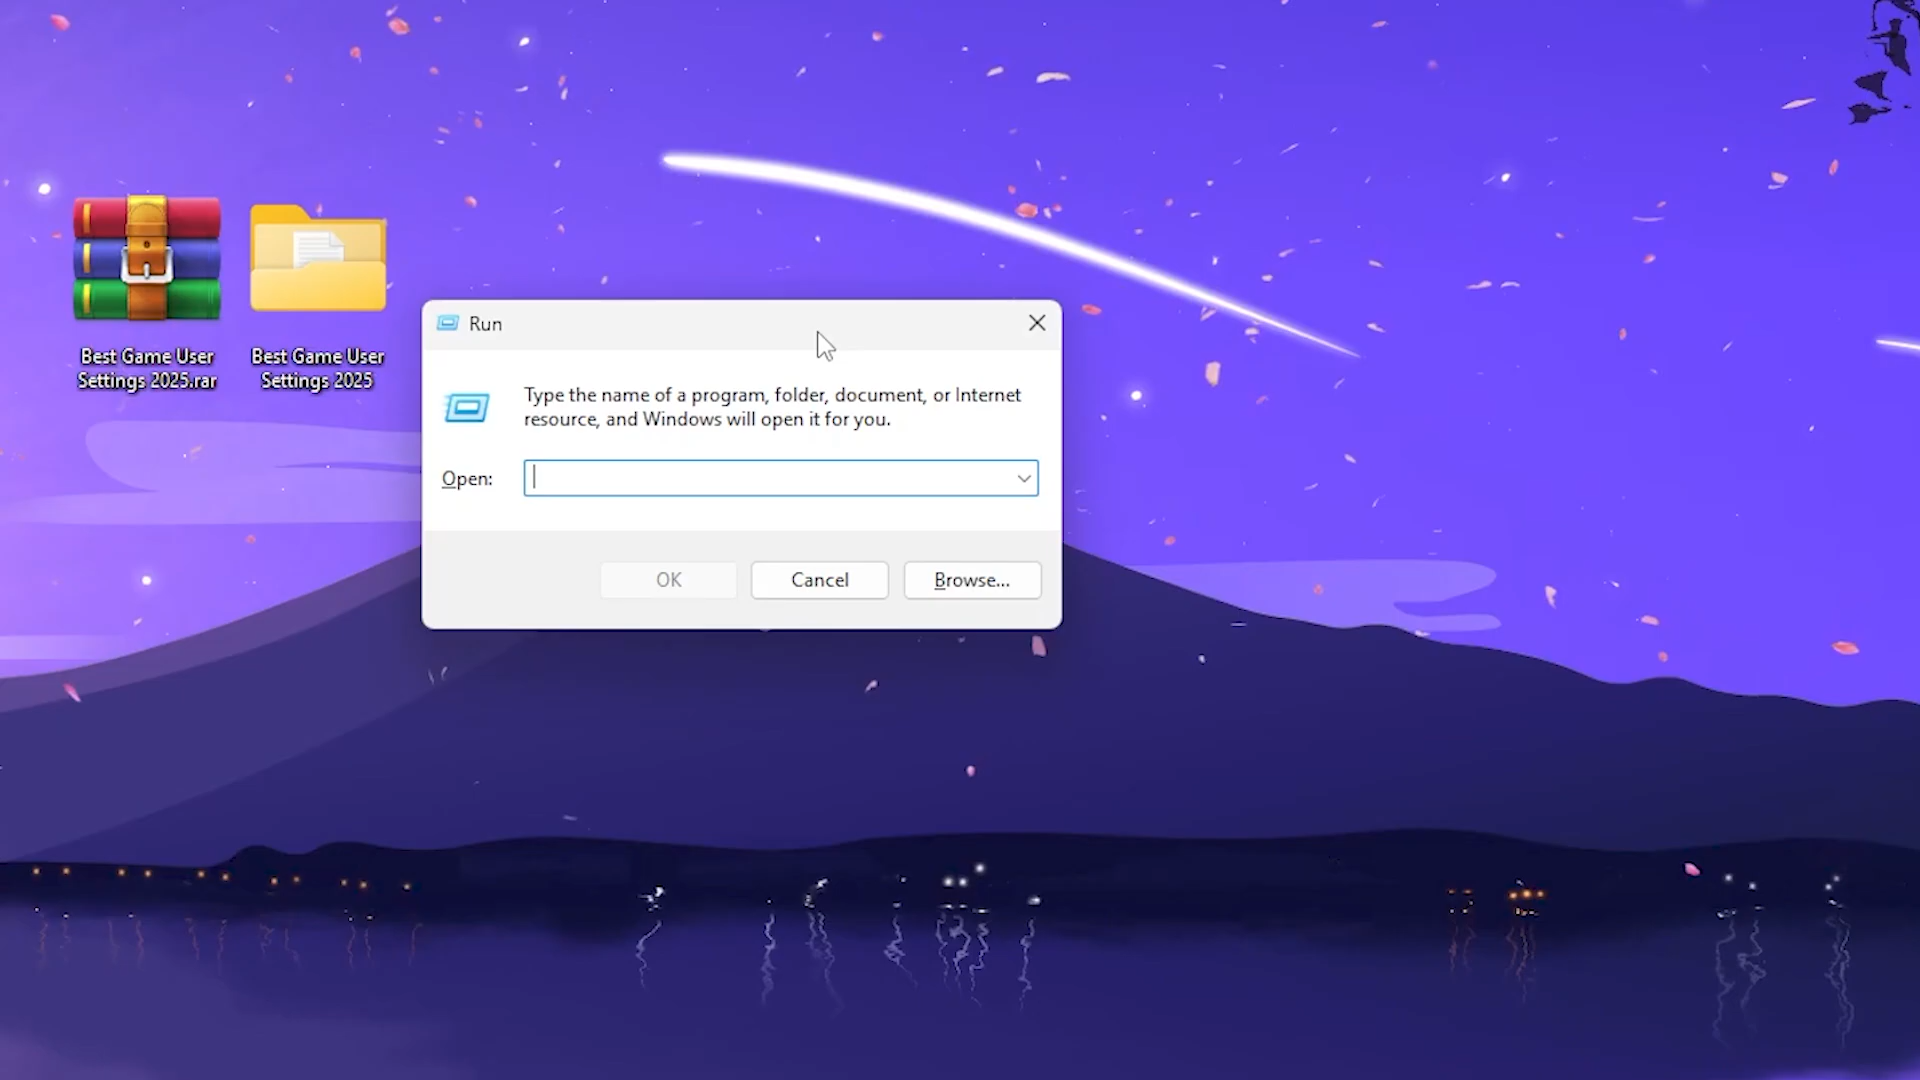 Best Game User
Settings 2025.rar
Best Game User
Settings 2025
Run
Type the name of a program, folder, document, or Internet
resource, and Windows will open it for you.
Open:
OK
Cancel
Browse...